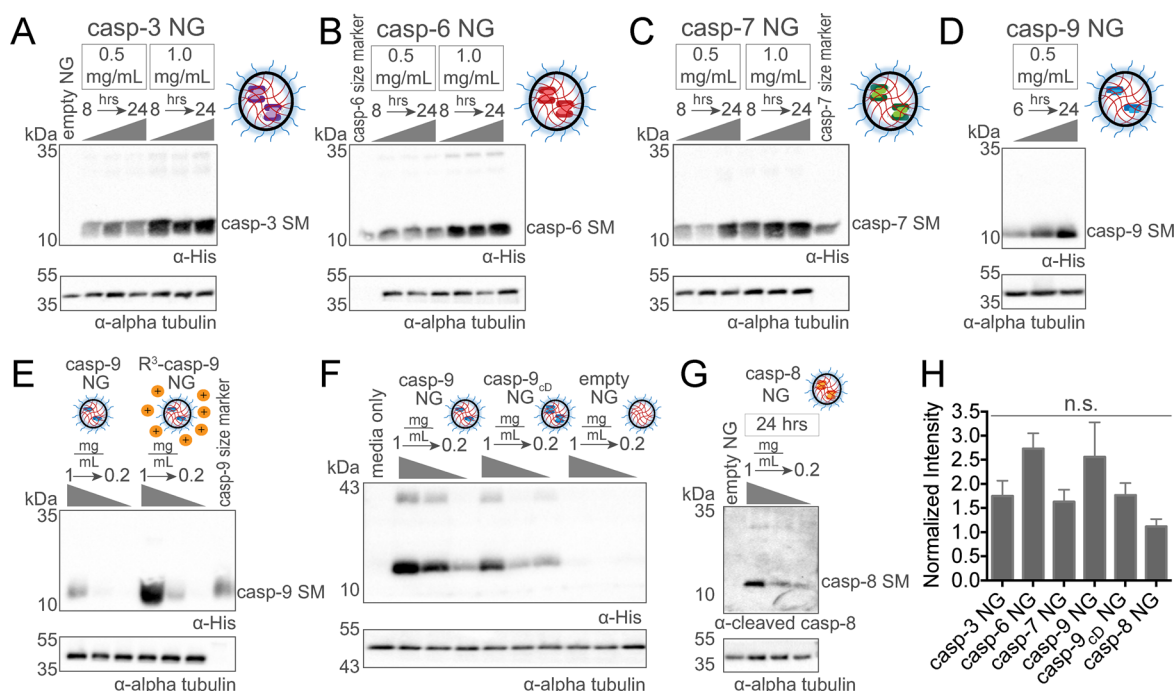 A
casp-3 NG
empty NG
0.5
mg/mL
1.0
mg/mL
8 hrs 24
8 hrs 24
kDa
35
10
casp-3 SM
α-His
55
35
α-alpha tubulin
B
casp-6 NG
casp-6 size marker
0.5
mg/mL
1.0
mg/mL
8 hrs 24
8 hrs 24
kDa
35
10
casp-6 SM
α-His
55
35
α-alpha tubulin
C
casp-7 NG
0.5
mg/mL
1.0
mg/mL
casp-7 size marker
8 hrs 24
8 hrs 24
kDa
35
10
casp-7 SM
α-His
55
35
α-alpha tubulin
D
casp-9 NG
0.5
mg/mL
6 hrs 24
kDa
35
10
casp-9 SM
α-His
55
35
α-alpha tubulin
E
casp-9
NG
R³-casp-9
NG
+ + + + + + +
casp-9 size marker
1 mg/mL 0.2
1 mg/mL 0.2
kDa
35
10
casp-9 SM
α-His
55
35
α-alpha tubulin
F
media only
casp-9
NG
casp-9cD
NG
empty
NG
1 mg/mL 0.2
1 mg/mL 0.2
1 mg/mL 0.2
kDa
43
10
α-His
55
43
α-alpha tubulin
G
casp-8
NG
empty NG
24 hrs
1 mg/mL 0.2
kDa
35
10
casp-8 SM
α-cleaved casp-8
55
35
α-alpha tubulin
H
n.s.
Normalized Intensity
3.5
3.0
2.5
2.0
1.5
1.0
0.5
0.0
casp-3 NG
casp-6 NG
casp-7 NG
casp-9 NG
casp-9cD NG
casp-8 NG